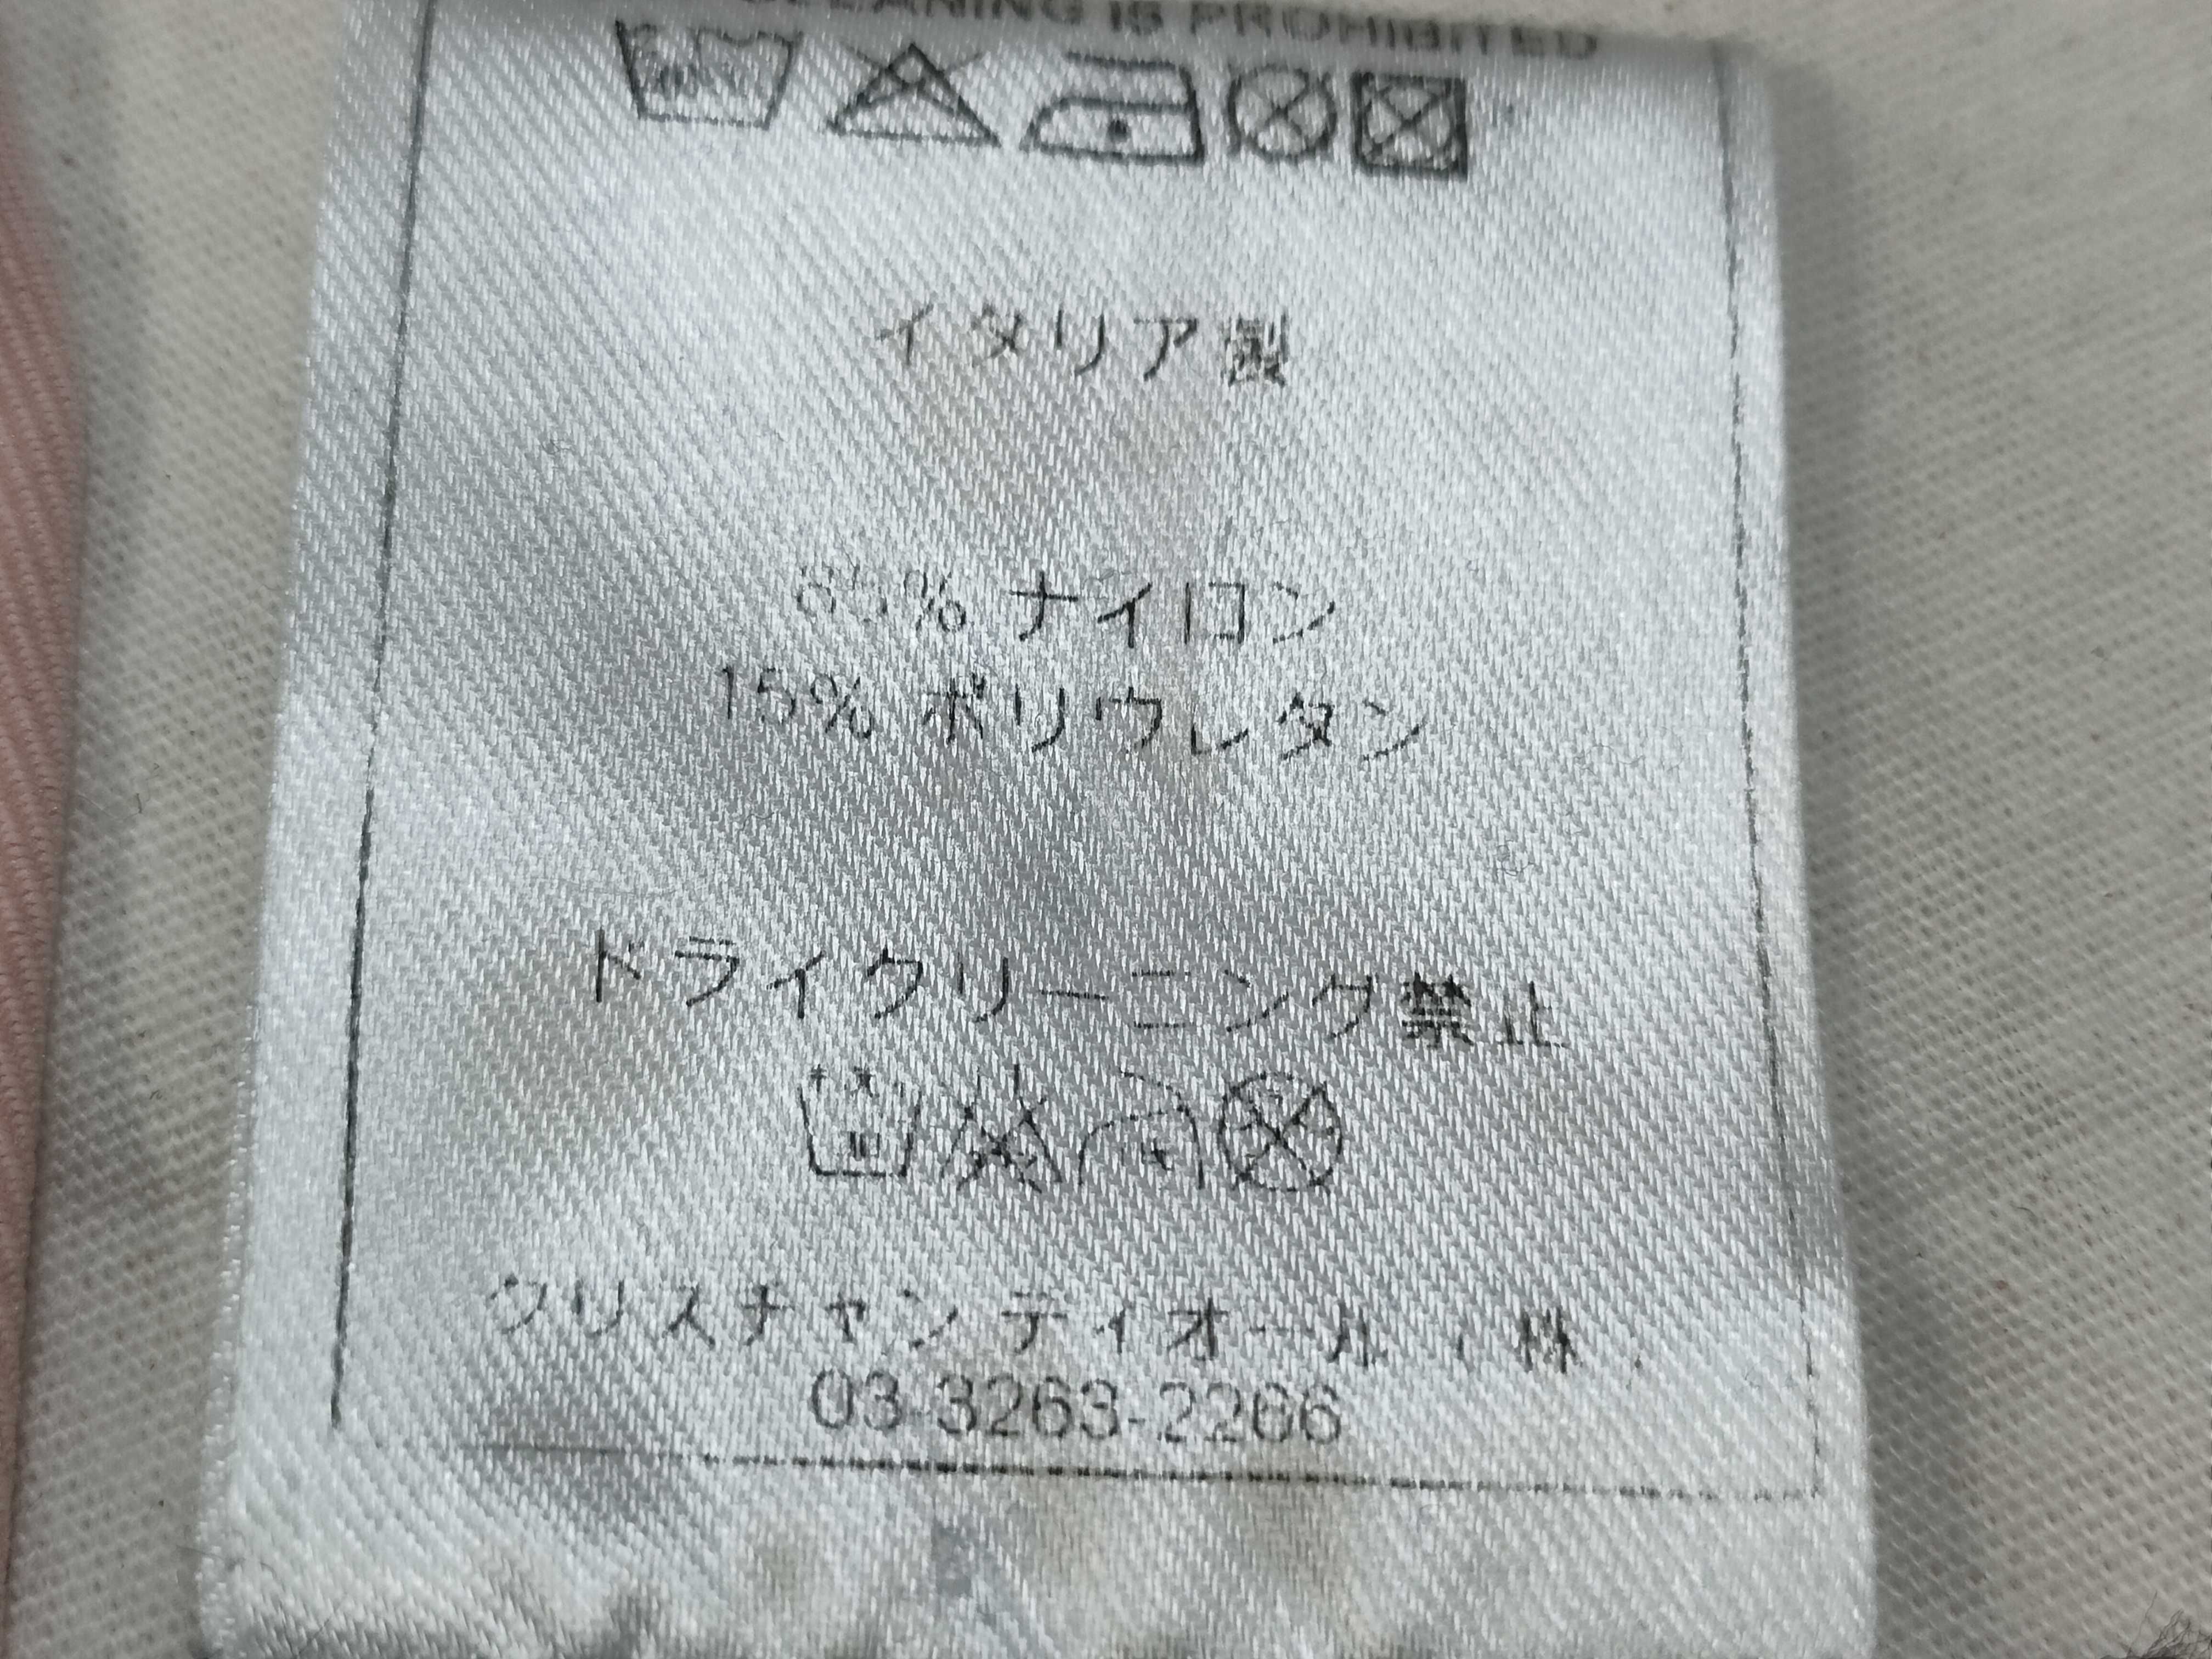 CLEANING IS PROHIBITED
イタリア製
85% ナイロン
15% ポリウレタン
ドライクリーニング禁止
クリスチャン ディオール (株)
03-3263-2266